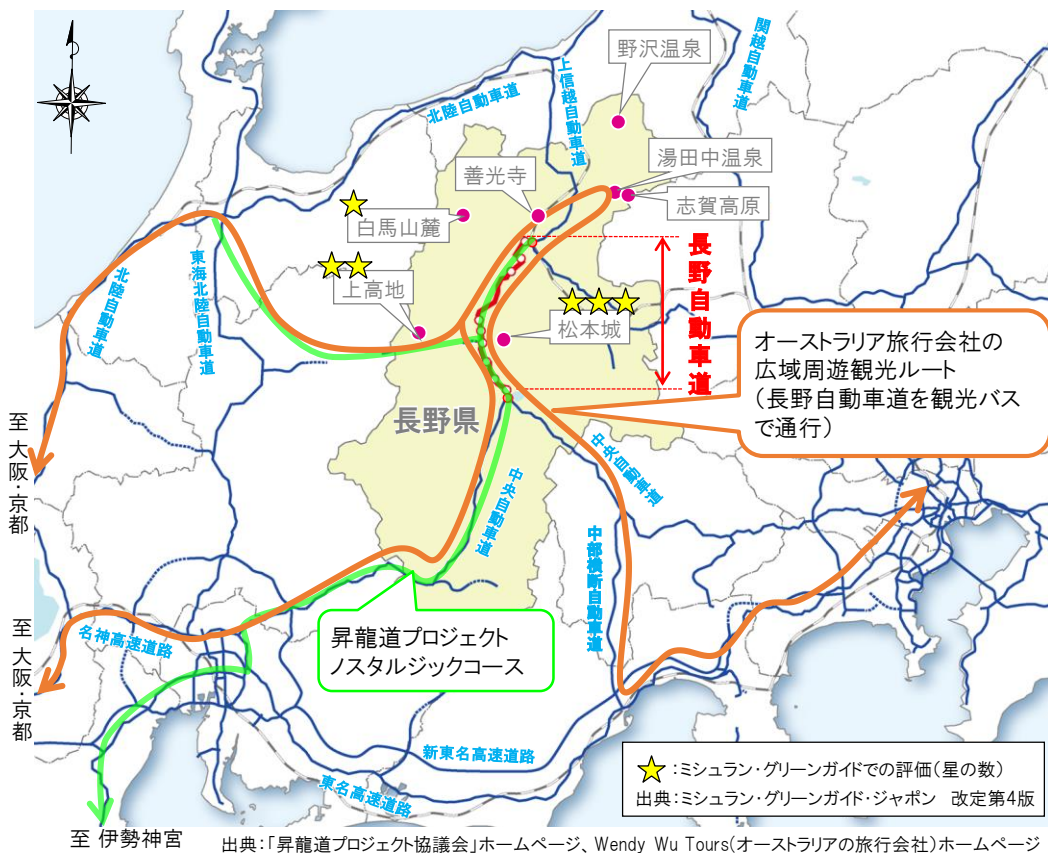 野沢温泉
関越自動車道
上信越自動車道
北陸自動車道
湯田中温泉
善光寺
志賀高原
白馬山麓
長野自動車道
北陸自動車道
東海北陸自動車道
上高地
松本城
オーストラリア旅行会社の
広域周遊観光ルート
(長野自動車道を観光バス
で通行)
長野県
至 大阪・京都
中央自動車道
中央自動車道
中部横断自動車道
至 大阪・京都
名神高速道路
昇龍道プロジェクト
ノスタルジックコース
新東名高速道路
東名高速道路
:ミシュラン・グリーンガイドでの評価(星の数)
出典:ミシュラン・グリーンガイド・ジャポン 改定第4版
至 伊勢神宮
出典:「昇龍道プロジェクト協議会」ホームページ、Wendy Wu Tours(オーストラリアの旅行会社)ホームページ